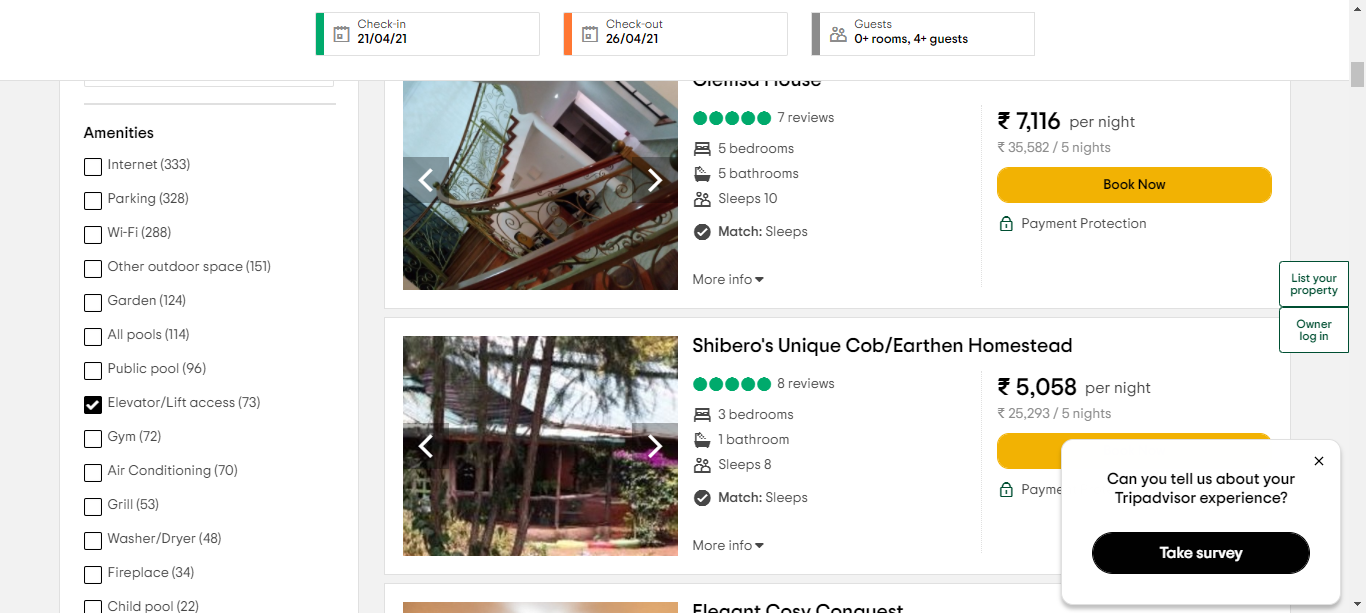 Check-in
21/04/21
Check-out
26/04/21
Guests
0+ rooms, 4+ guests
Amenities
Internet (333)
Parking (328)
Wi-Fi (288)
Other outdoor space (151)
Garden (124)
All pools (114)
Public pool (96)
Elevator/Lift access (73)
Gym (72)
Air Conditioning (70)
Grill (53)
Washer/Dryer (48)
Fireplace (34)
Child pool (22)
House
7 reviews
5 bedrooms
5 bathrooms
Sleeps 10
Match: Sleeps
More info
₹ 7,116 per night
₹ 35,582 / 5 nights
Book Now
Payment Protection
Shibero's Unique Cob/Earthen Homestead
8 reviews
3 bedrooms
1 bathroom
Sleeps 8
Match: Sleeps
More info
₹ 5,058 per night
₹ 25,293 / 5 nights
Payme
Elegant Cosy Conquest
List your
property
Owner
log in
Can you tell us about your
Tripadvisor experience?
Take survey